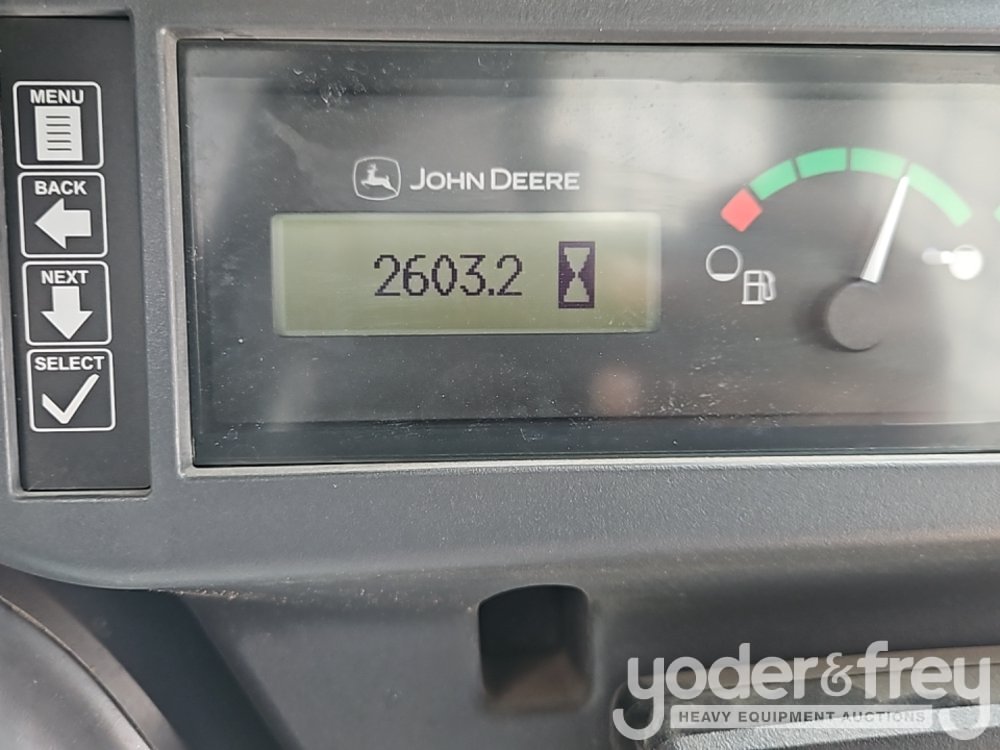 MENU
BACK
NEXT
SELECT
JOHN DEERE
2603.2
yoder&frey
HEAVY EQUIPMENT AUCTIONS